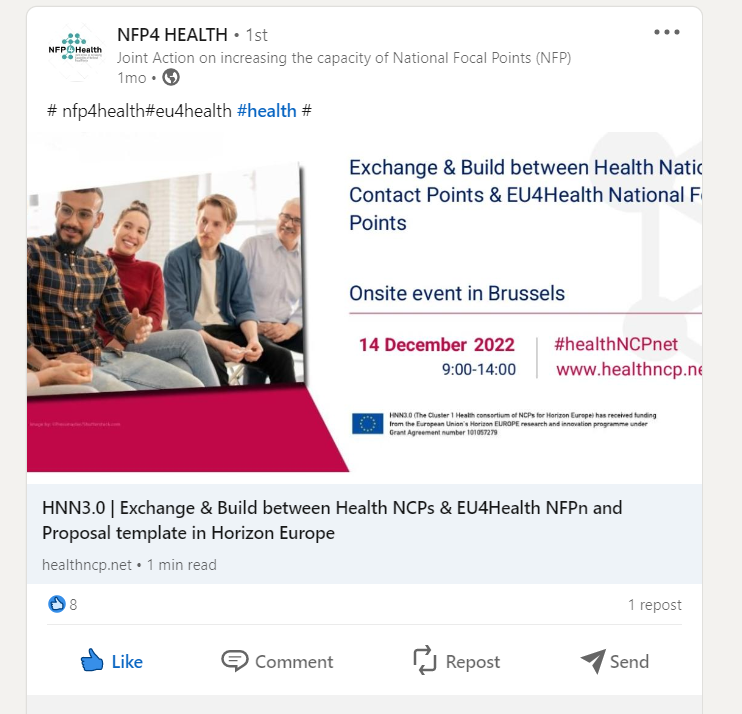 NFP4Health
NFP4 HEALTH • 1st
Joint Action on increasing the capacity of National Focal Points (NFP)
1mo •
# nfp4health#eu4health #health #
Exchange & Build between Health Natio
Contact Points & EU4Health National F
Points
Onsite event in Brussels
14 December 2022
#healthNCPnet
9:00-14:00
www.healthncp.ne
HNN3.0 (The Cluster 1 Health consortium of NCPs for Horizon Europe) has received funding
from the European Union's Horizon EUROPE research and innovation programme under
Grant Agreement number 101057279
HNN3.0 | Exchange & Build between Health NCPs & EU4Health NFPn and
Proposal template in Horizon Europe
healthncp.net • 1 min read
8
1 repost
Like
Comment
Repost
Send